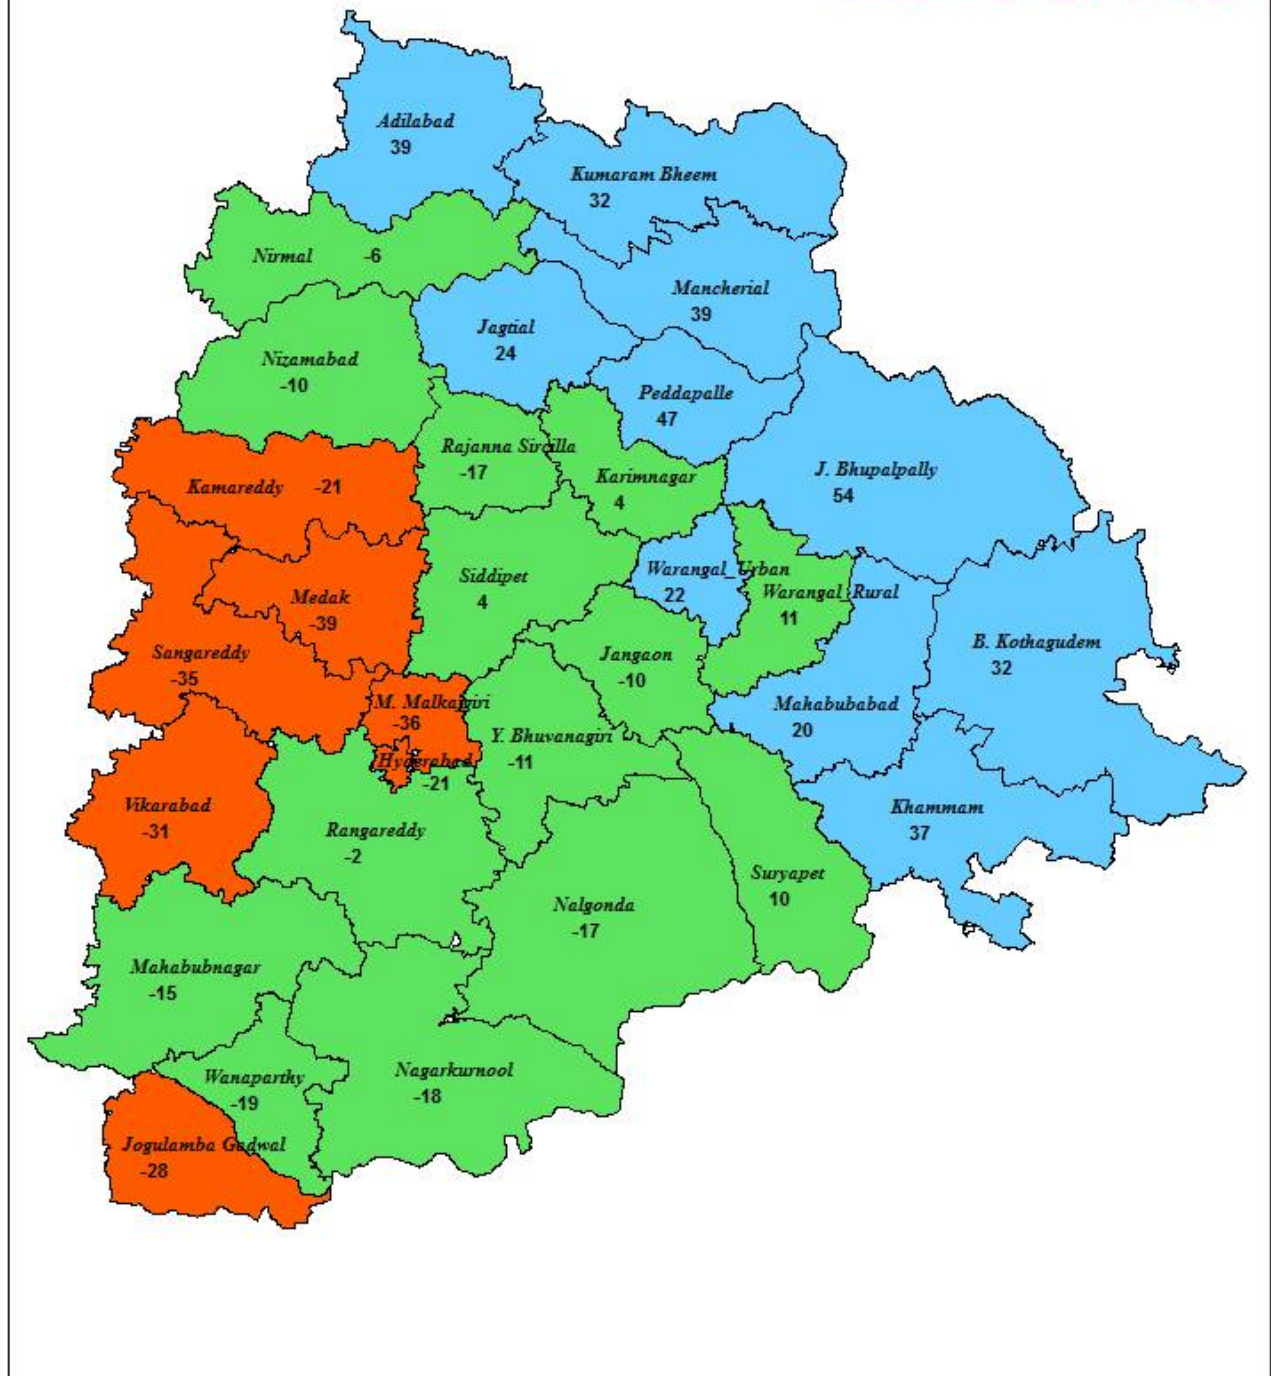 Adilabad
39
Kumaram Bheem
32
Nirmal -6
Mancherial
39
Jagtial
24
Nizamabad
-10
Peddapalle
47
Rajanna Sircilla
-17
Karimnagar
4
J. Bhupalpally
54
Kamareddy -21
Siddipet
4
Warangal_Urban
22
Warangal_Rural
11
Medak
-39
Sangareddy
-35
Jangaon
-10
B. Kothagudem
32
M. Malkajgiri
-36
Mahabubabad
20
Y. Bhuvanagiri
-11
Hyderabad
-21
Vikarabad
-31
Rangareddy
-2
Khammam
37
Suryapet
10
Nalgonda
-17
Mahabubnagar
-15
Wanaparthy
-19
Nagarkurnool
-18
Jogulamba Gadwal
-28